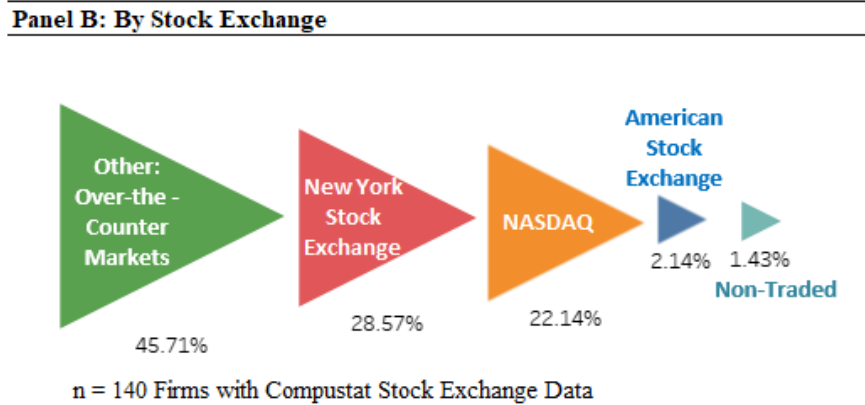 Panel B: By Stock Exchange
Other:
Over-the -
Counter
Markets
45.71%
New York
Stock
Exchange
28.57%
NASDAQ
22.14%
American
Stock
Exchange
2.14%
1.43%
Non-Traded
n = 140 Firms with Compustat Stock Exchange Data